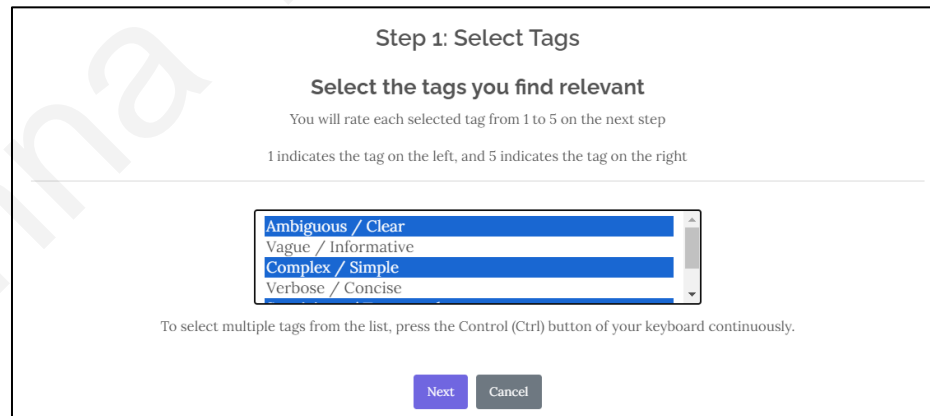 Step 1: Select Tags
Select the tags you find relevant
You will rate each selected tag from 1 to 5 on the next step
1 indicates the tag on the left, and 5 indicates the tag on the right
Ambiguous / Clear
Vague / Informative
Complex / Simple
Verbose / Concise
To select multiple tags from the list, press the Control (Ctrl) button of your keyboard continuously.
Next Cancel